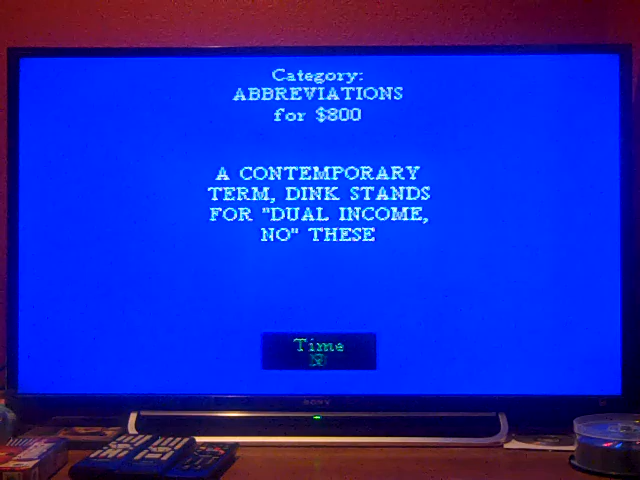 Category:
ABBREVIATIONS
for $800
A CONTEMPORARY
TERM, DINK STANDS
FOR "DUAL INCOME,
NO" THESE
Time
SONY